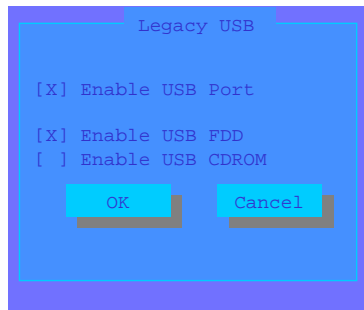 Legacy USB
[X] Enable USB Port
[X] Enable USB FDD
[ ] Enable USB CDROM
OK Cancel